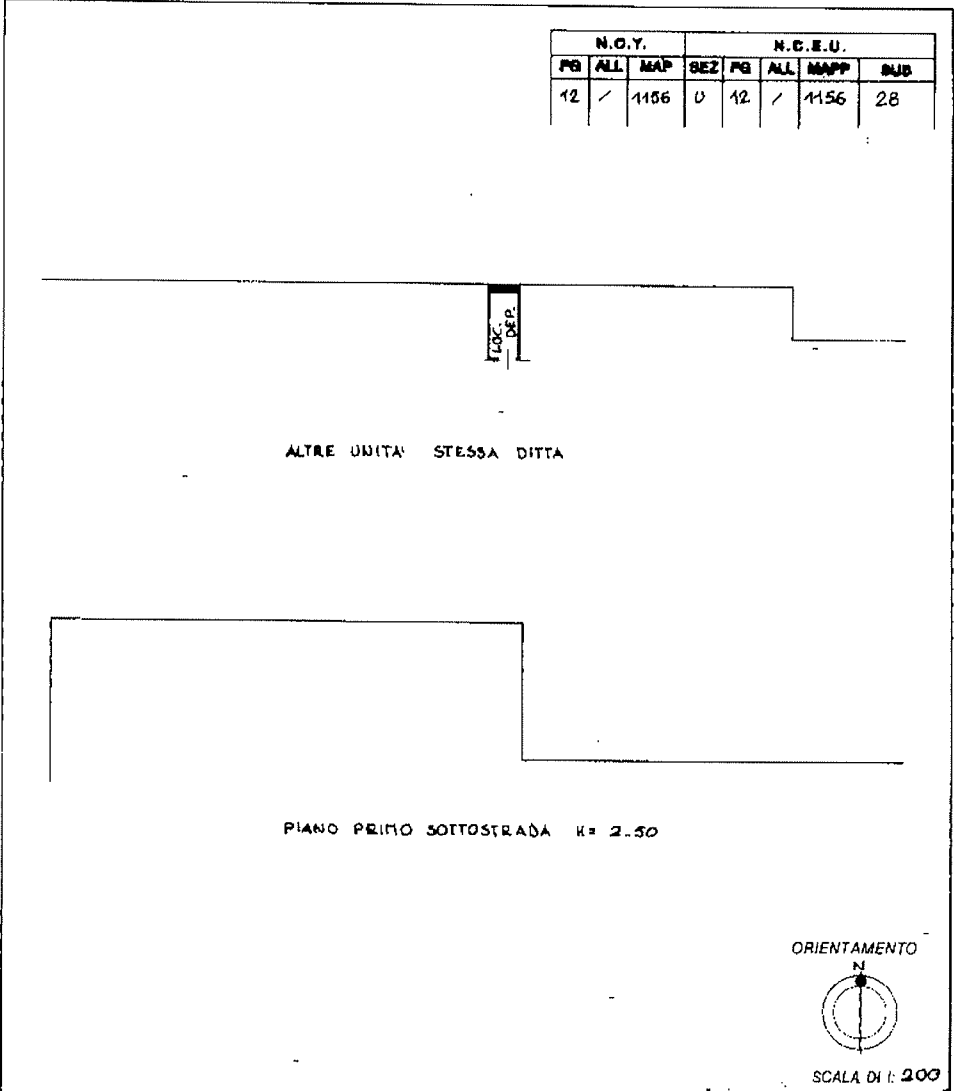 N.C.T. N.C.E.U.
FG ALL MAP SEZ FG ALL MAPP SUB
12 / 1156 U 12 / 1156 28
LOC.
DEP.
ALTRE UNITA' STESSA DITTA
PIANO PRIMO SOTTOSTRADA H= 2.50
ORIENTAMENTO
N
SCALA DI 1: 200